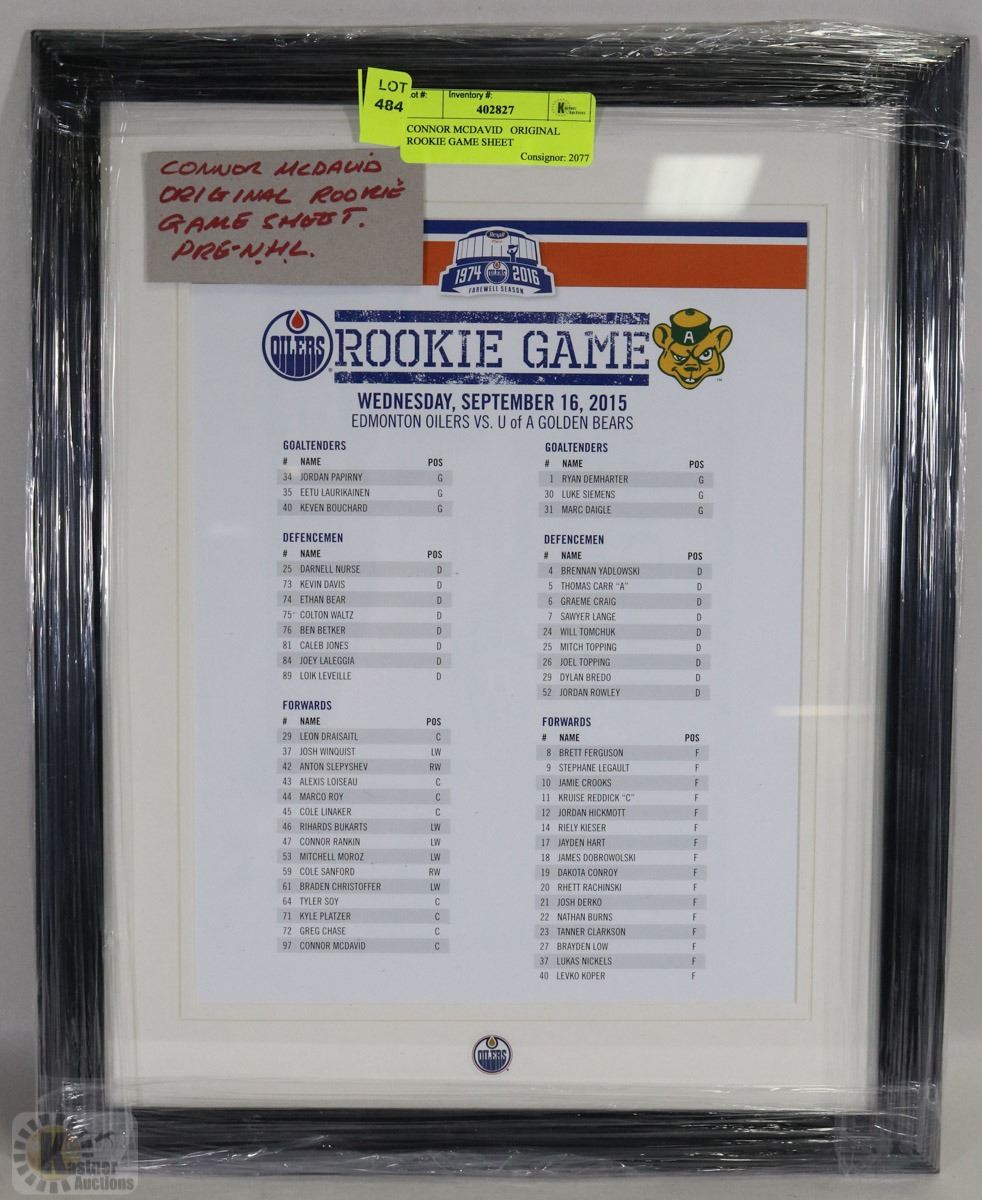 LOT
484
ot #:
Inventory #:
402827
Kastner Auctions
CONNOR MCDAVID ORIGINAL
ROOKIE GAME SHEET
Consignor: 2077
CONNOR MCDAVID
ORIGINAL ROOKIE
GAME SHEET.
PRE-N.H.L.
Rexall
Place
1974 OILERS 2016
FAREWELL SEASON
OILERS ROOKIE GAME A
WEDNESDAY, SEPTEMBER 16, 2015
EDMONTON OILERS VS. U of A GOLDEN BEARS
GOALTENDERS
# NAME POS
34 JORDAN PAPIRNY G
35 EETU LAURIKAINEN G
40 KEVEN BOUCHARD G
DEFENCEMEN
# NAME POS
25 DARNELL NURSE D
73 KEVIN DAVIS D
74 ETHAN BEAR D
75 COLTON WALTZ D
76 BEN BETKER D
81 CALEB JONES D
84 JOEY LALEGGIA D
89 LOIK LEVEILLE D
FORWARDS
# NAME POS
29 LEON DRAISAITL C
37 JOSH WINQUIST LW
42 ANTON SLEPYSHEV RW
43 ALEXIS LOISEAU C
44 MARCO ROY C
45 COLE LINAKER C
46 RIHARDS BUKARTS LW
47 CONNOR RANKIN LW
53 MITCHELL MOROZ LW
59 COLE SANFORD RW
61 BRADEN CHRISTOFFER LW
64 TYLER SOY C
71 KYLE PLATZER C
72 GREG CHASE C
97 CONNOR MCDAVID C
GOALTENDERS
# NAME POS
1 RYAN DEMHARTER G
30 LUKE SIEMENS G
31 MARC DAIGLE G
DEFENCEMEN
# NAME POS
4 BRENNAN YADLOWSKI D
5 THOMAS CARR "A" D
6 GRAEME CRAIG D
7 SAWYER LANGE D
24 WILL TOMCHUK D
25 MITCH TOPPING D
26 JOEL TOPPING D
29 DYLAN BREDO D
52 JORDAN ROWLEY D
FORWARDS
# NAME POS
8 BRETT FERGUSON F
9 STEPHANE LEGAULT F
10 JAMIE CROOKS F
11 KRUISE REDDICK "C" F
12 JORDAN HICKMOTT F
14 RIELY KIESER F
17 JAYDEN HART F
18 JAMES DOBROWOLSKI F
19 DAKOTA CONROY F
20 RHETT RACHINSKI F
21 JOSH DERKO F
22 NATHAN BURNS F
23 TANNER CLARKSON F
27 BRAYDEN LOW F
37 LUKAS NICKELS F
40 LEVKO KOPER F
OILERS
Kastner
Auctions